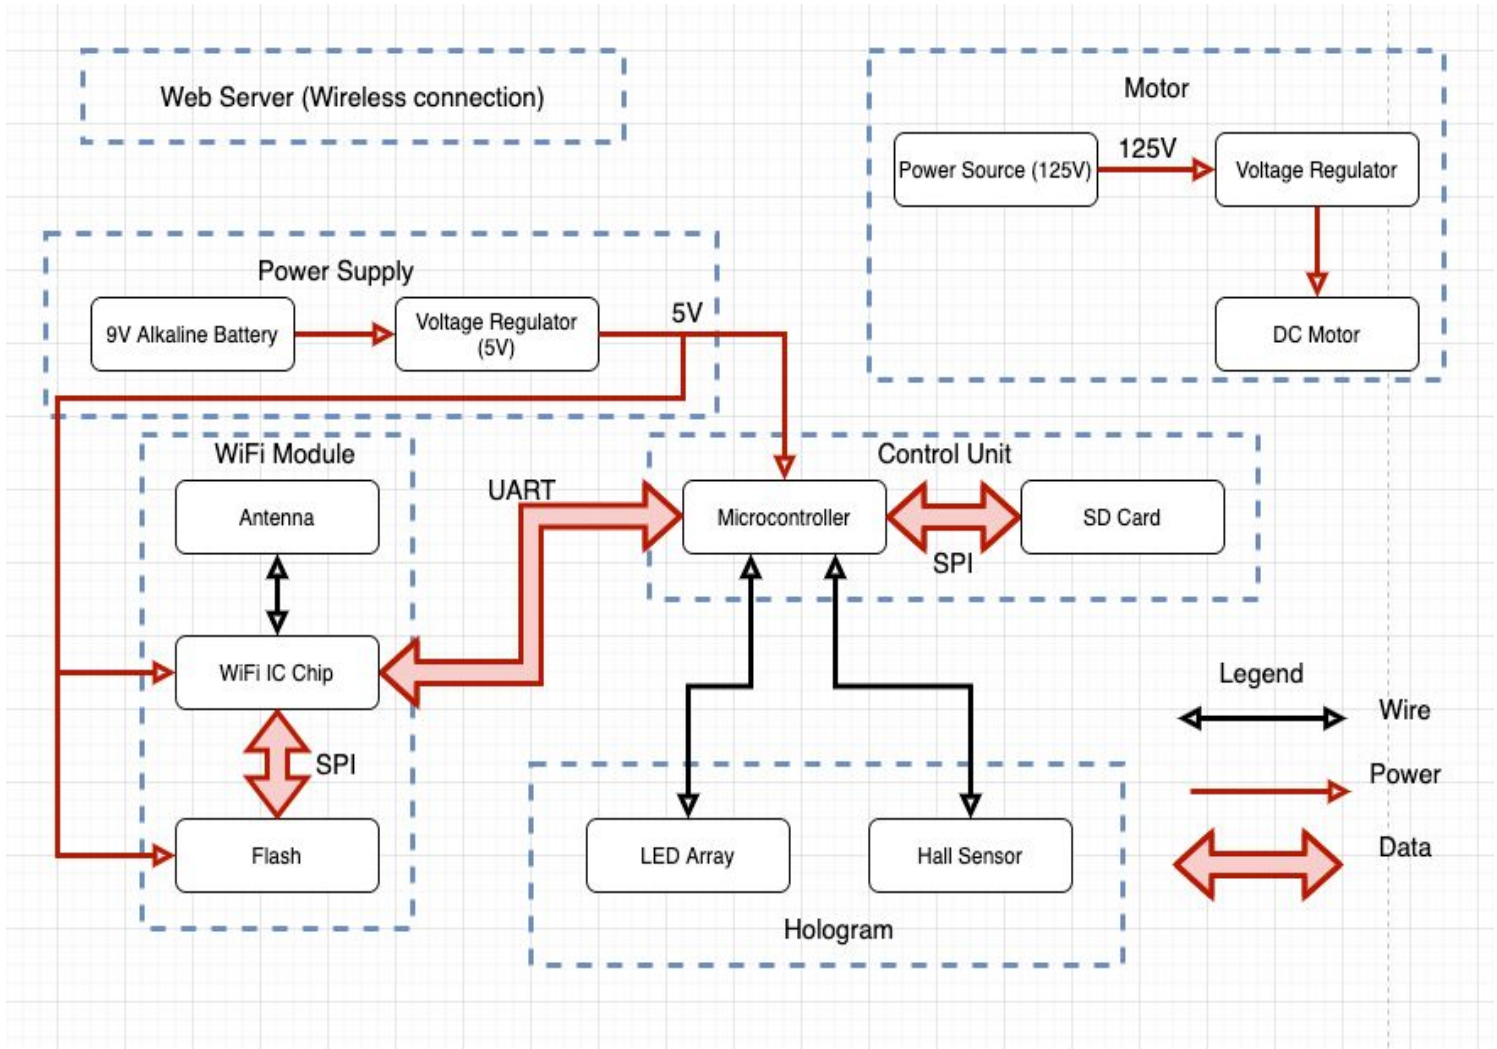 Web Server (Wireless connection)
Motor
Power Source (125V)
125V
Voltage Regulator
DC Motor
Power Supply
9V Alkaline Battery
Voltage Regulator
(5V)
5V
WiFi Module
Antenna
WiFi IC Chip
SPI
Flash
UART
Control Unit
Microcontroller
SPI
SD Card
LED Array
Hall Sensor
Hologram
Legend
Wire
Power
Data